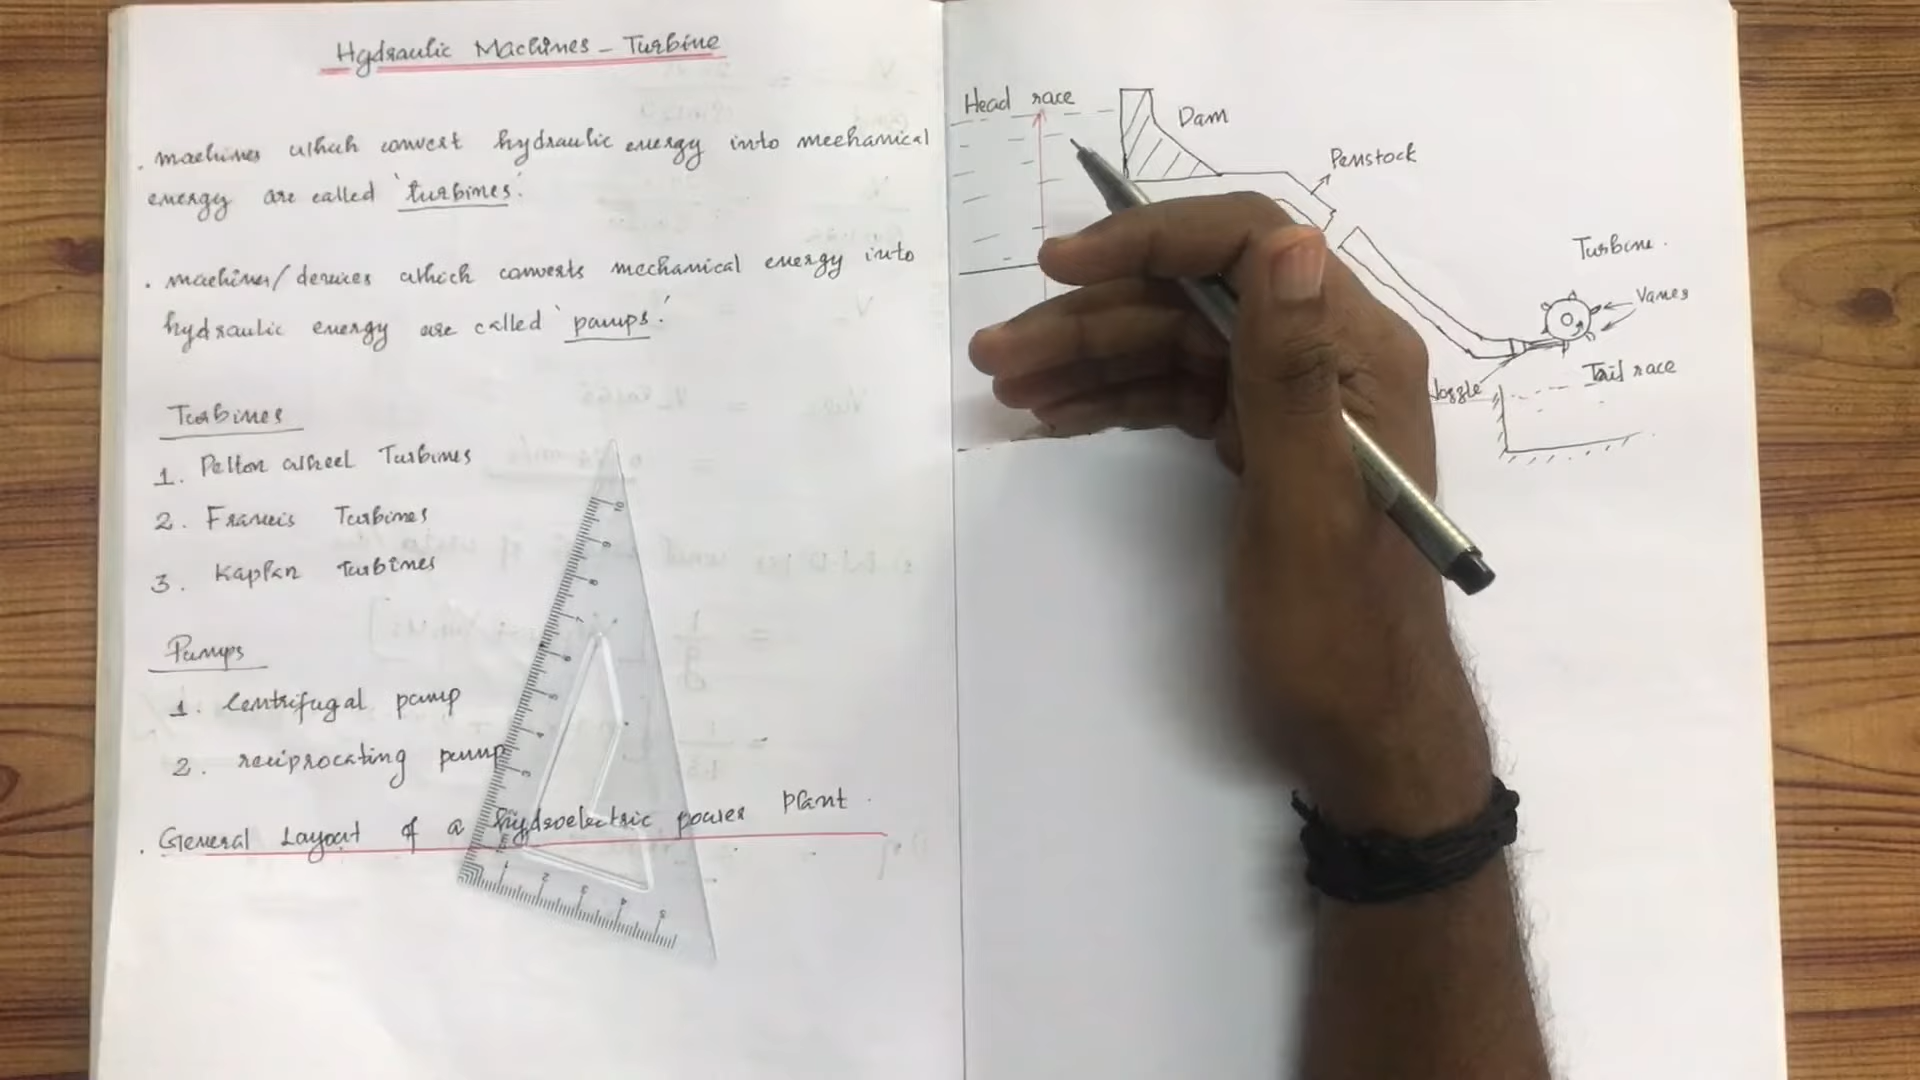 Hydraulic Machines - Turbine
. machines which convert hydraulic energy into mechanical
energy are called 'turbines'.
. machines/devices which converts mechanical energy into
hydraulic energy are called 'pumps'.
Turbines
1. Pelton wheel Turbines
2. Francis Turbines
3. Kaplan Turbines
Pumps
1. Centrifugal pump
2. reciprocating pump
. General Layout of a hydroelectric power plant.
Head race
Dam
Penstock
Turbine.
Vanes
Tail race